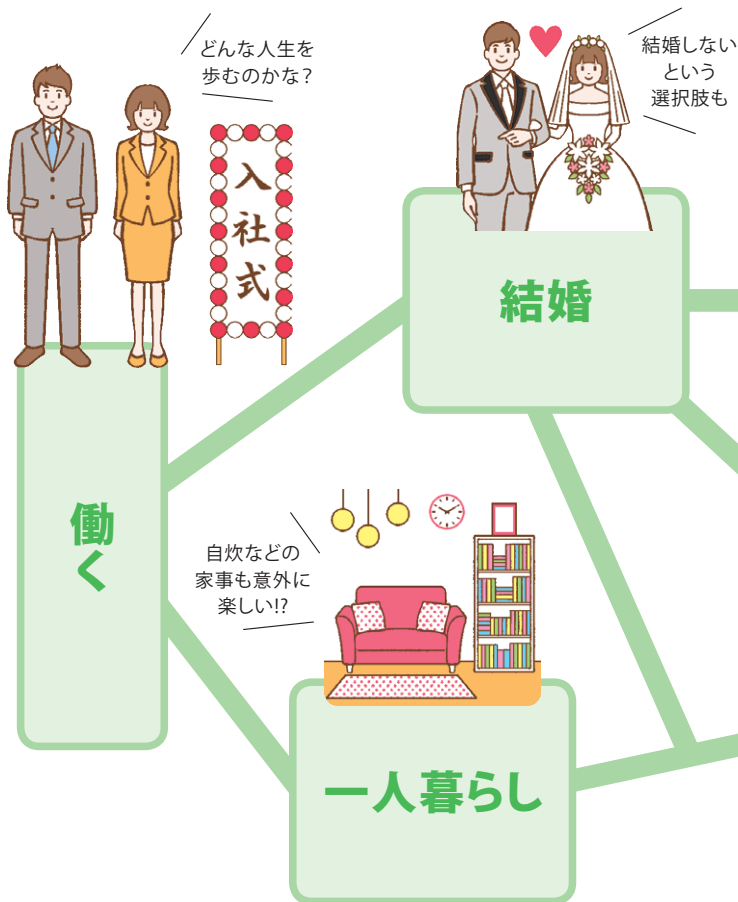 どんな人生を
歩むのかな？
結婚しない
という
選択肢も
入社式
結婚
働く
自炊などの
家事も意外に
楽しい!?
一人暮らし